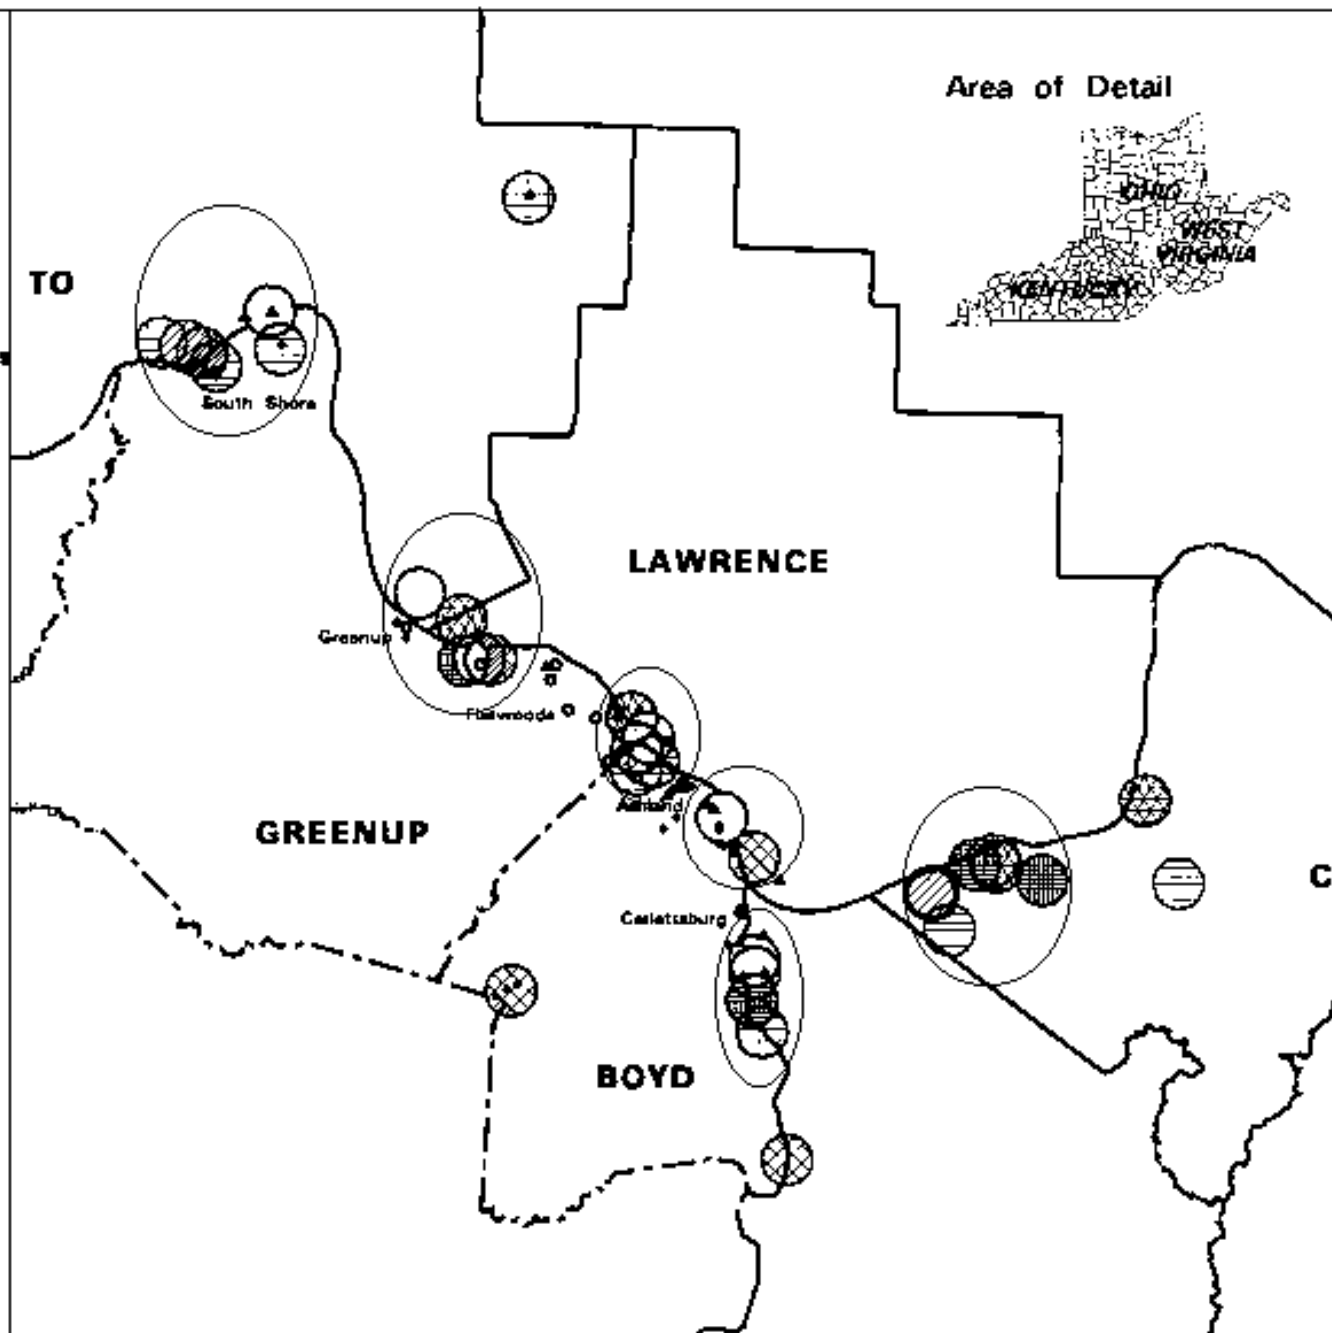 Area of Detail
OHIO
WEST
VIRGINIA
KENTUCKY
TO
South Shore
LAWRENCE
Greenup
Flatwoods
Ashland
GREENUP
C
Catlettsburg
BOYD